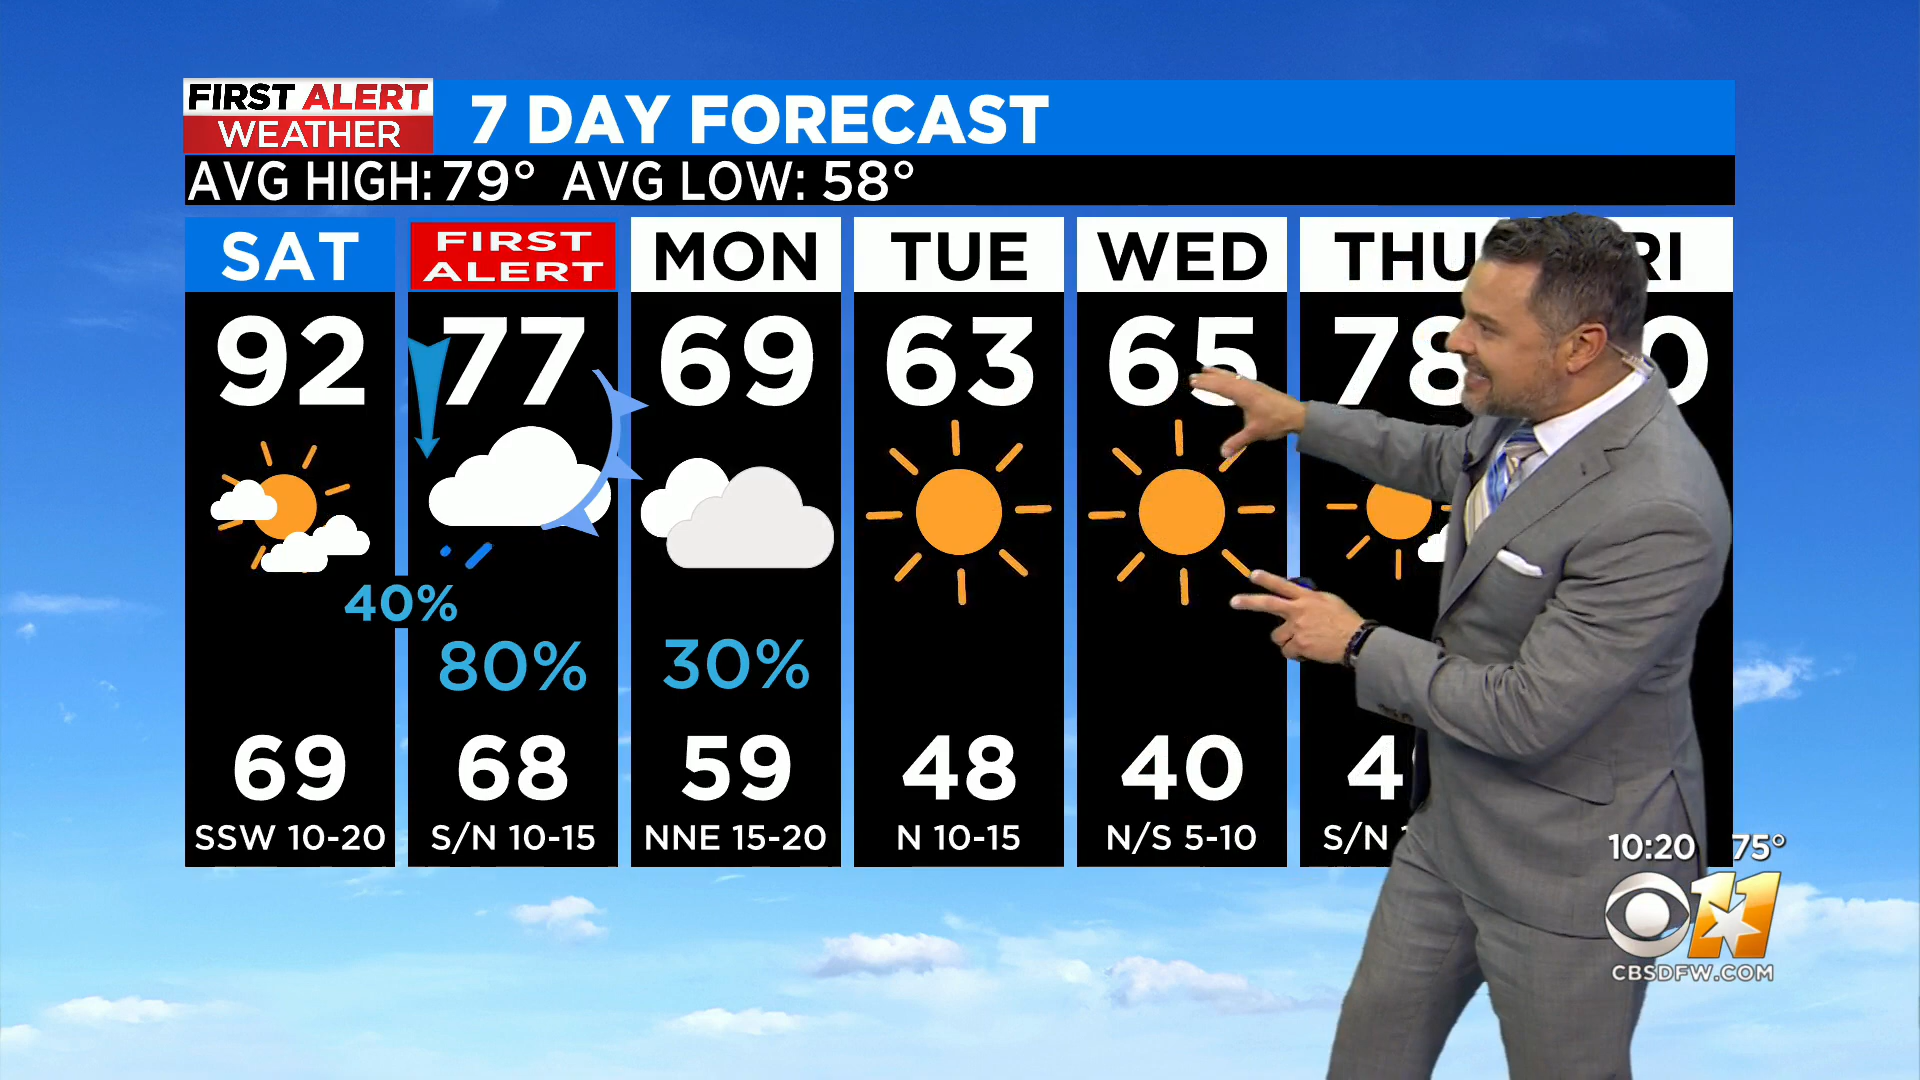 FIRST ALERT
WEATHER
7 DAY FORECAST
AVG HIGH: 79° AVG LOW: 58°
SAT
FIRST
ALERT
MON
TUE
WED
92
77
69
63
65
78
40%
80%
30%
69
68
59
48
40
SSW 10-20
S/N 10-15
NNE 15-20
N 10-15
N/S 5-10
S/N
10:20 75°
11
CBSDFW.COM